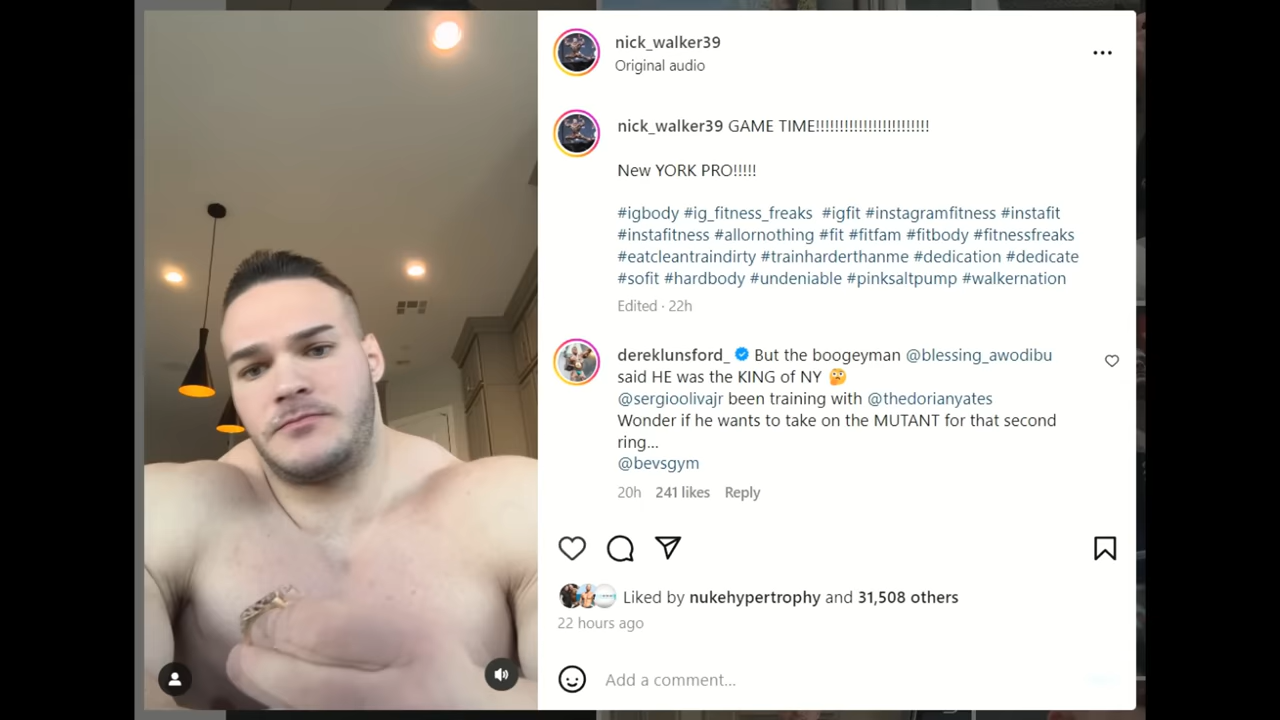 nick_walker39
Original audio
nick_walker39 GAME TIME!!!!!!!!!!!!!!!!!!!!!!!!
New YORK PRO!!!!!
#igbody #ig_fitness_freaks #igfit #instagramfitness #instafit
#instafitness #allornothing #fit #fitfam #fitbody #fitnessfreaks
#eatcleantraindirty #trainharderthanme #dedication #dedicate
#sofit #hardbody #undeniable #pinksaltpump #walkernation
Edited · 22h
dereklunsford_ But the boogeyman @blessing_awodibu
said HE was the KING of NY 🫣
@sergioolivajr been training with @thedorianyates
Wonder if he wants to take on the MUTANT for that second
ring...
@bevsgym
20h 241 likes Reply
Liked by nukehypertrophy and 31,508 others
22 hours ago
Add a comment...